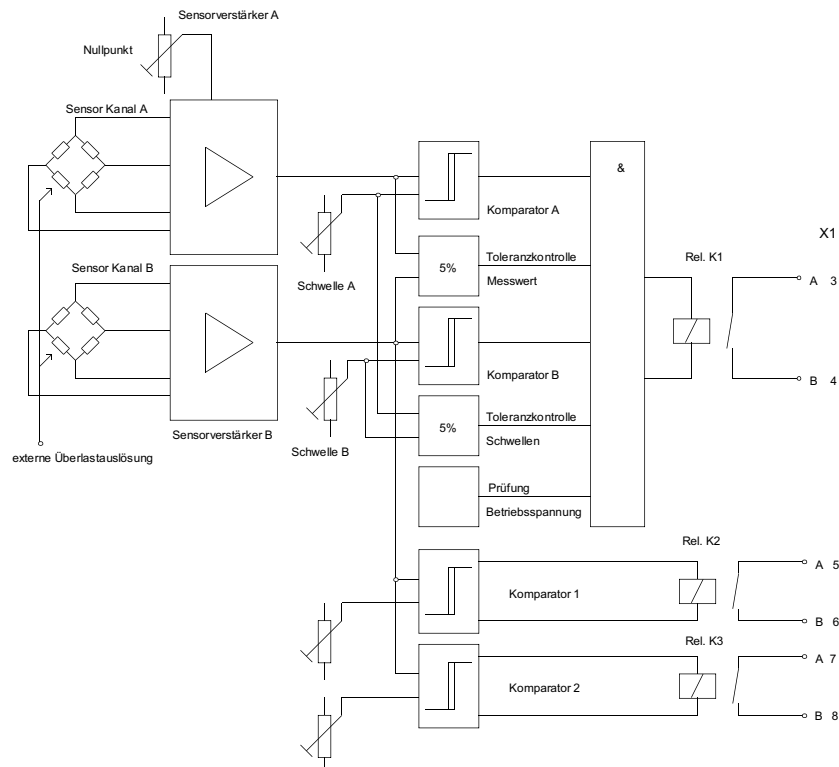 Sensorverstärker A
Nullpunkt
Sensor Kanal A
&
Komparator A
X1
Rel. K1
Toleranzkontrolle
5%
Messwert
Sensor Kanal B
Schwelle A
A 3
Komparator B
B 4
Toleranzkontrolle
5%
Schwellen
Sensorverstärker B
Schwelle B
externe Überlastauslösung
Prüfung
Betriebsspannung
Rel. K2
A 5
Komparator 1
B 6
Rel. K3
A 7
Komparator 2
B 8